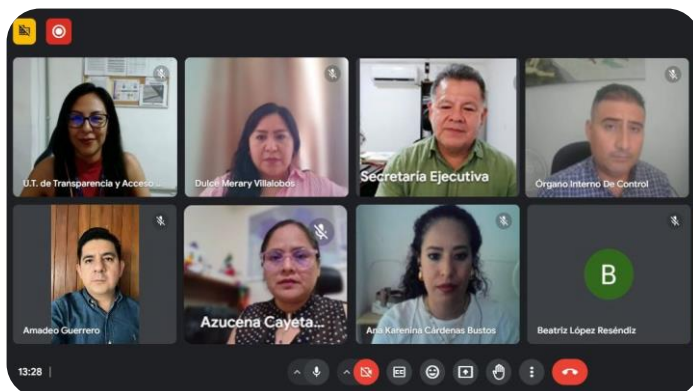 U.T. de Transparencia y Acceso ...
Dulce Merary Villalobos
Secretaría Ejecutiva
Órgano Interno De Control
Amadeo Guerrero
Azucena Cayeta...
Ana Karenina Cárdenas Bustos
B
Beatriz López Reséndiz
13:28
CC